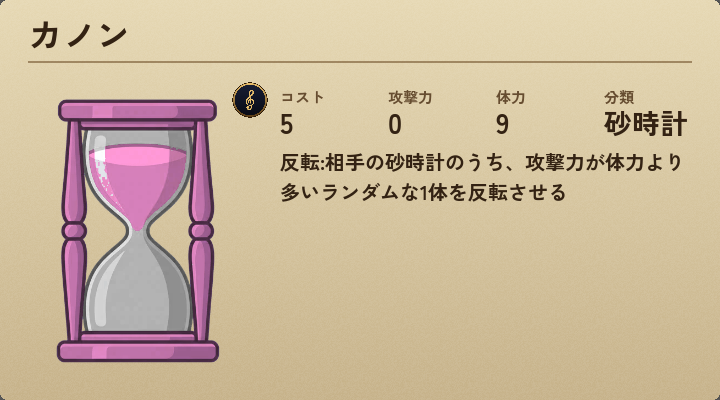 カノン
コスト 攻撃力 体力 分類
5 0 9 砂時計
反転:相手の砂時計のうち、攻撃力が体力より
多いランダムな1体を反転させる